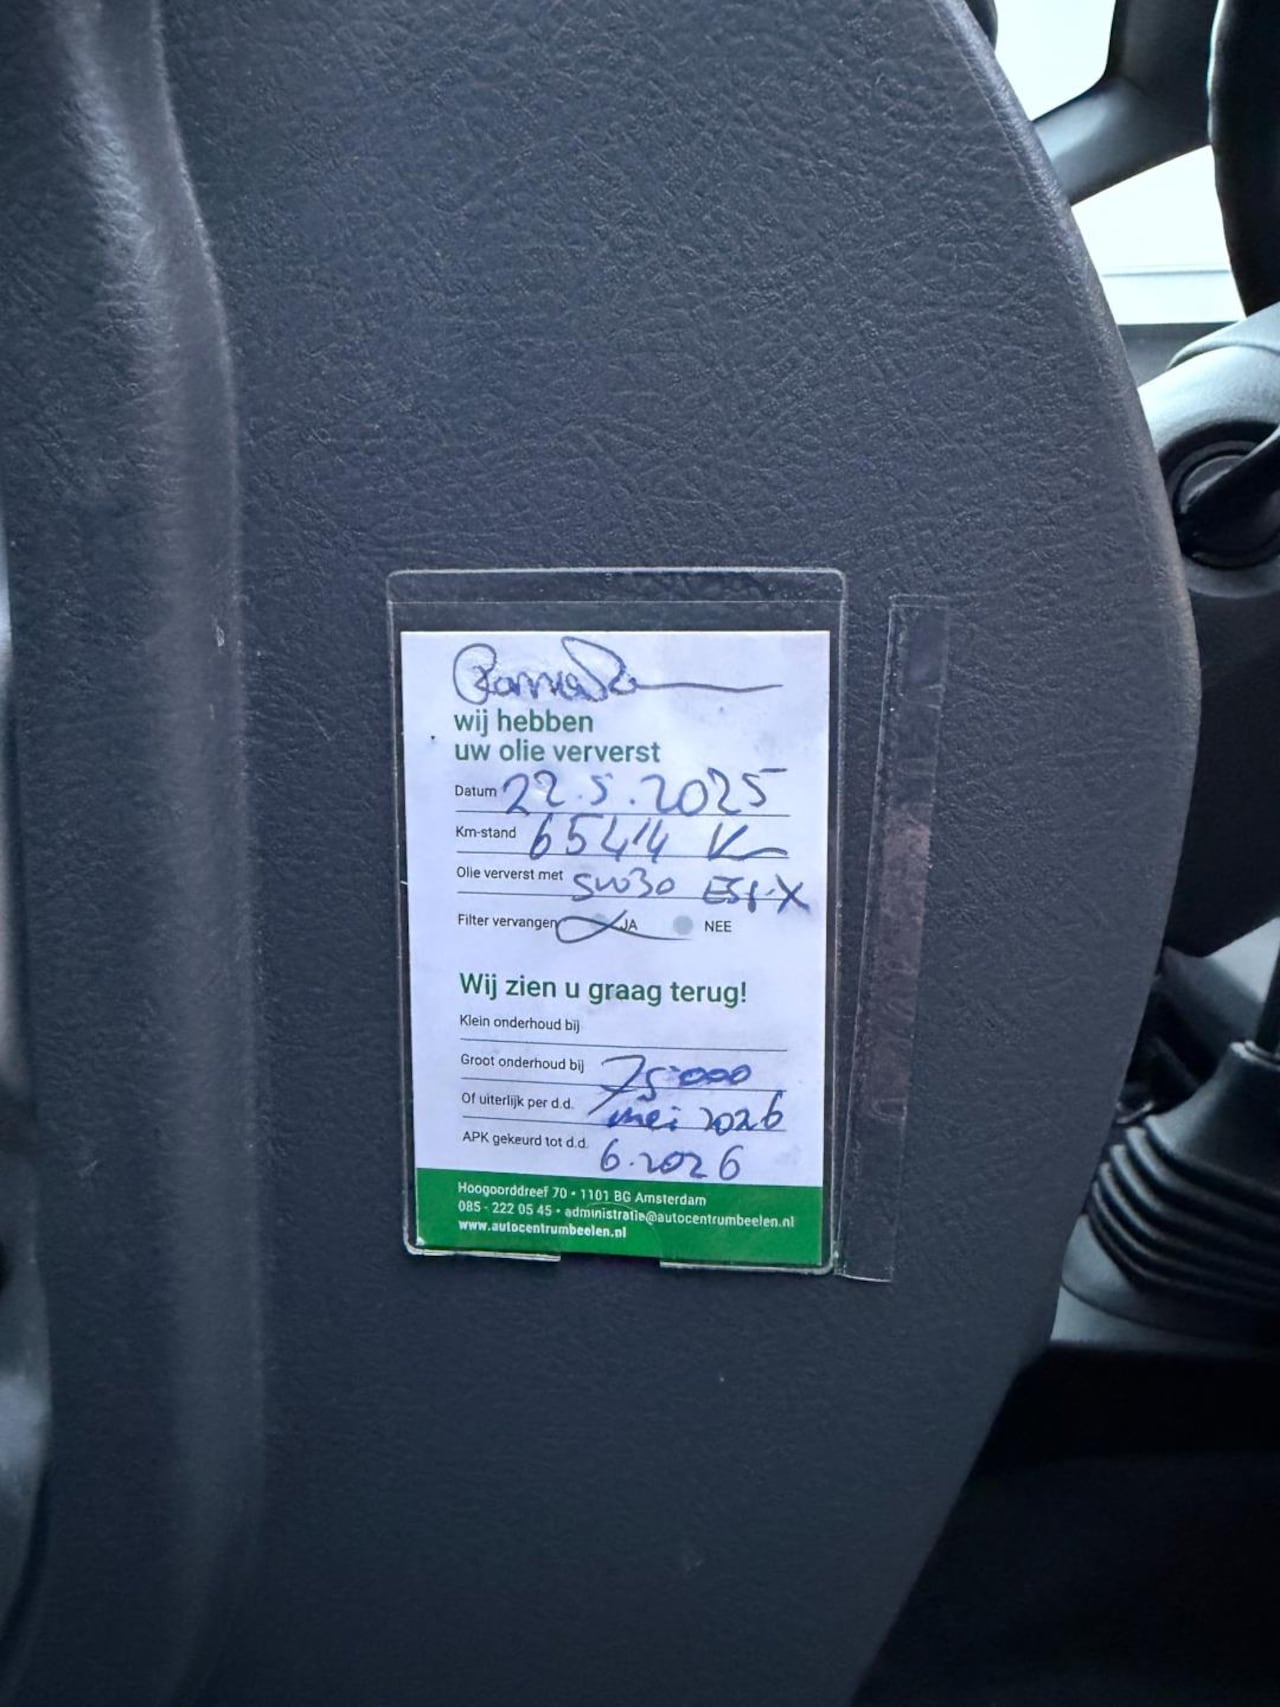 wij hebben
uw olie ververst
Datum 22.5.2025
Km-stand 65414
Olie ververst met 5W30
Filter vervangen JA NEE
Wij zien u graag terug!
Klein onderhoud bij
Groot onderhoud bij 75.000
Of uiterlijk per d.d. mei 2026
APK gekeurd tot d.d. 6.2026
Hoogoorddreef 70 • 1101 BG Amsterdam
085 - 222 05 45 • administratie@autocentrumbeelen.nl
www.autocentrumbeelen.nl